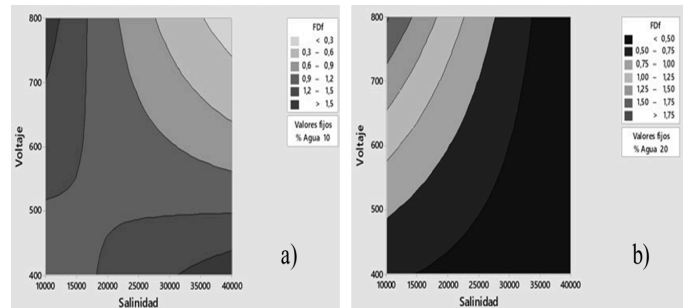 800
700
600
500
400
Voltaje
10000 15000 20000 25000 30000 35000 40000
Salinidad
FDf
< 0,3
0,3 – 0,6
0,6 – 0,9
0,9 – 1,2
1,2 – 1,5
> 1,5
Valores fijos
% Agua 10
a)
800
700
600
500
400
Voltaje
10000 15000 20000 25000 30000 35000 40000
Salinidad
FDf
< 0,50
0,50 – 0,75
0,75 – 1,00
1,00 – 1,25
1,25 – 1,50
1,50 – 1,75
> 1,75
Valores fijos
% Agua 20
b)